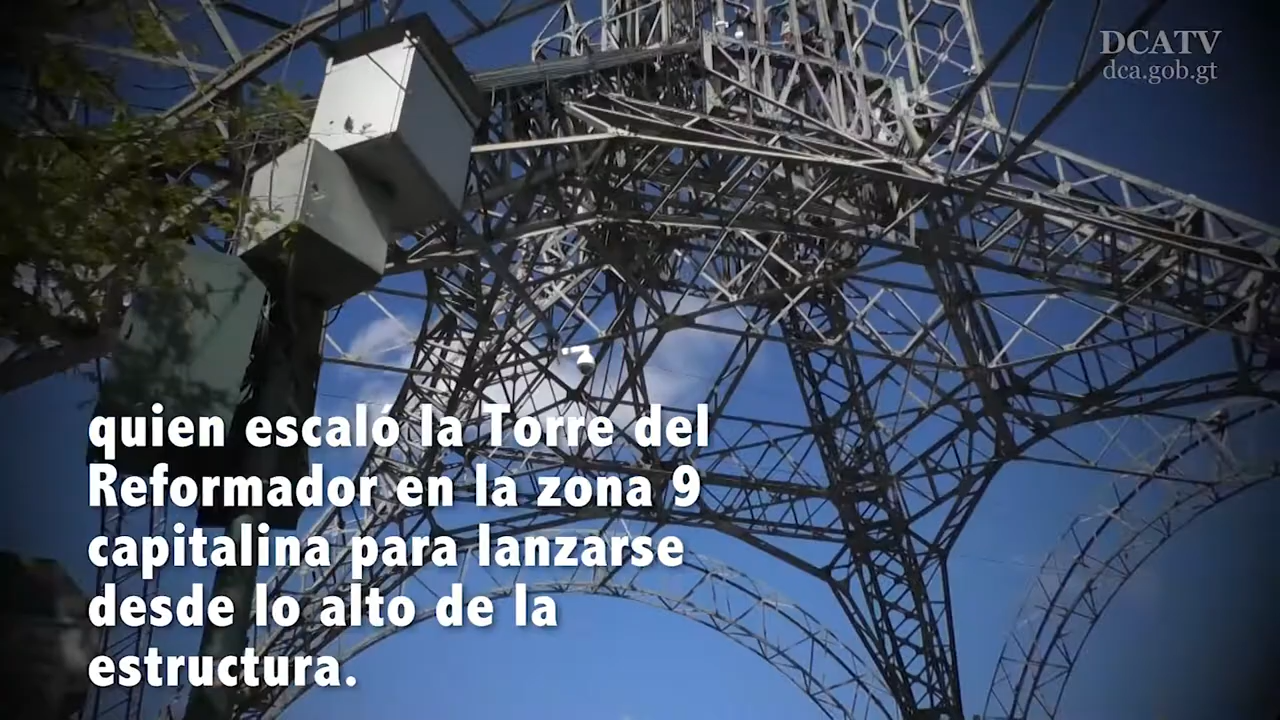 DCATV
dca.gob.gt
quien escaló la Torre del
Reformador en la zona 9
capitalina para lanzarse
desde lo alto de la
estructura.